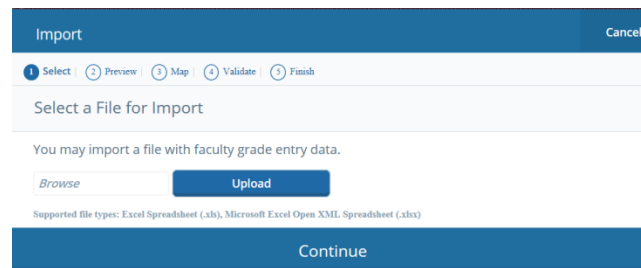 Import Cancel
1 Select 2 Preview 3 Map 4 Validate 5 Finish
Select a File for Import
You may import a file with faculty grade entry data.
Browse Upload
Supported file types: Excel Spreadsheet (.xls), Microsoft Excel Open XML Spreadsheet (.xlsx)
Continue